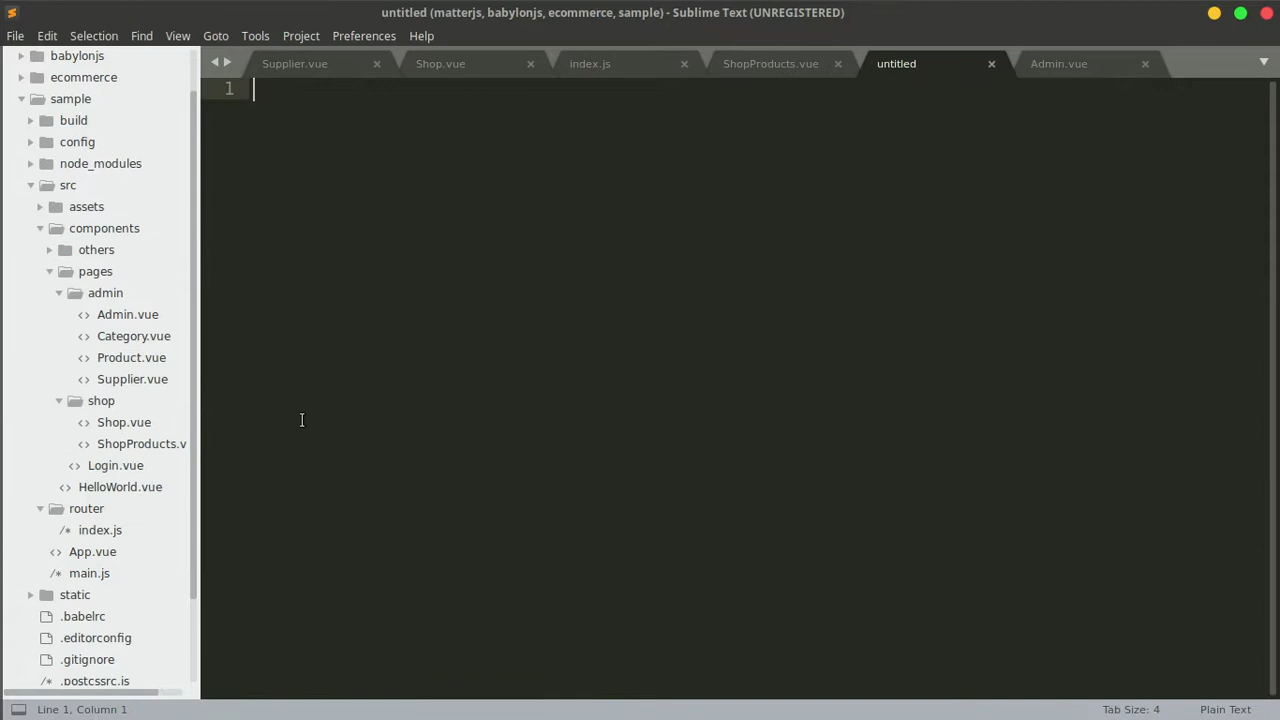 untitled (matterjs, babylonjs, ecommerce, sample) - Sublime Text (UNREGISTERED)
File Edit Selection Find View Goto Tools Project Preferences Help
Supplier.vue Shop.vue index.js ShopProducts.vue untitled Admin.vue
1
babylonjs
ecommerce
sample
build
config
node_modules
src
assets
components
others
pages
admin
<> Admin.vue
<> Category.vue
<> Product.vue
<> Supplier.vue
shop
<> Shop.vue
<> ShopProducts.v
<> Login.vue
<> HelloWorld.vue
router
/* index.js
<> App.vue
/* main.js
static
.babelrc
.editorconfig
.gitignore
/* .postcssrc.js
Line 1, Column 1 Tab Size: 4 Plain Text